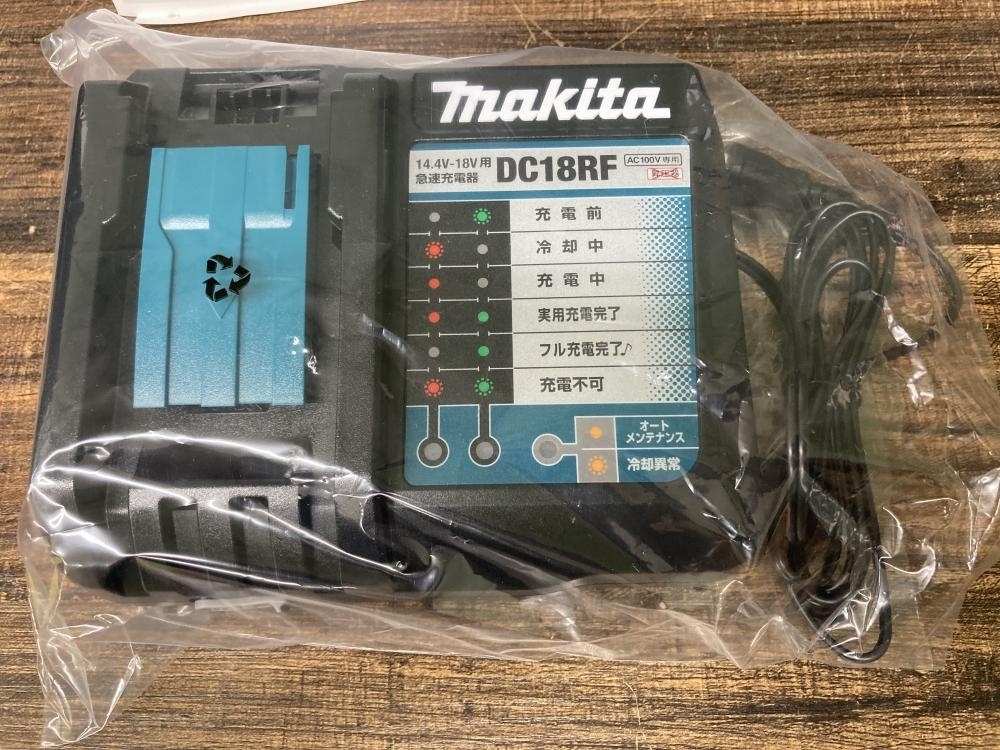 makita
14.4V-18V用
急速充電器
DC18RF
AC100V専用
充電前
冷却中
充電中
実用充電完了
フル充電完了♪
充電不可
オート
メンテナンス
冷却異常